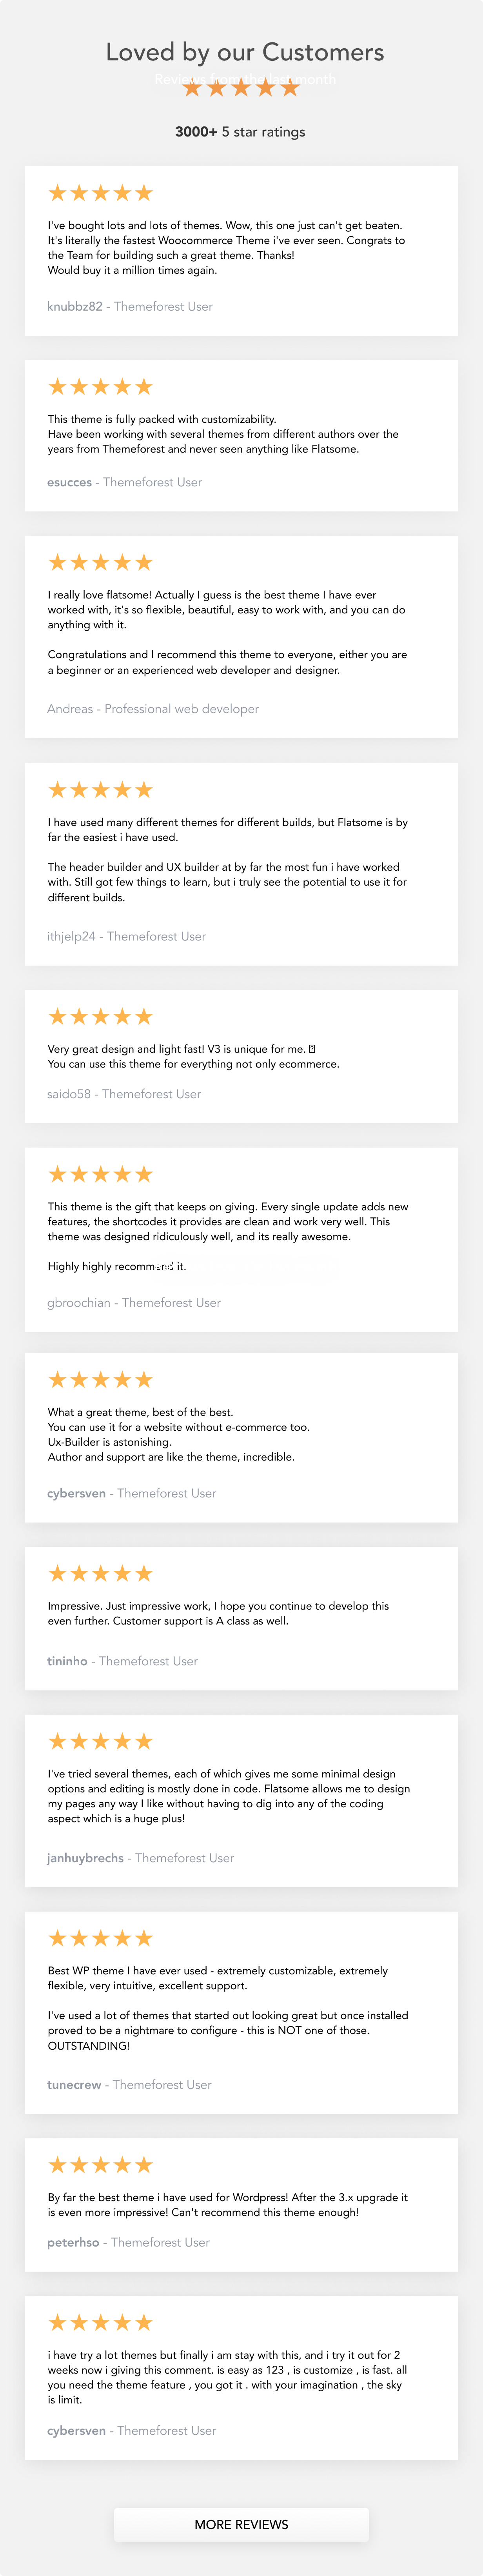 Loved by our Customers
Reviews from the last month
3000+ 5 star ratings
I've bought lots and lots of themes. Wow, this one just can't get beaten.
It's literally the fastest Woocommerce Theme i've ever seen. Congrats to
the Team for building such a great theme. Thanks!
Would buy it a million times again.
knubbz82 - Themeforest User
This theme is fully packed with customizability.
Have been working with several themes from different authors over the
years from Themeforest and never seen anything like Flatsome.
esucces - Themeforest User
I really love flatsome! Actually I guess is the best theme I have ever
worked with, it's so flexible, beautiful, easy to work with, and you can do
anything with it.
Congratulations and I recommend this theme to everyone, either you are
a beginner or an experienced web developer and designer.
Andreas - Professional web developer
I have used many different themes for different builds, but Flatsome is by
far the easiest i have used.
The header builder and UX builder at by far the most fun i have worked
with. Still got few things to learn, but i truly see the potential to use it for
different builds.
ithjelp24 - Themeforest User
Very great design and light fast! V3 is unique for me.
You can use this theme for everything not only ecommerce.
saido58 - Themeforest User
This theme is the gift that keeps on giving. Every single update adds new
features, the shortcodes it provides are clean and work very well. This
theme was designed ridiculously well, and its really awesome.
Highly highly recommend it.
gbroochian - Themeforest User
What a great theme, best of the best.
You can use it for a website without e-commerce too.
Ux-Builder is astonishing.
Author and support are like the theme, incredible.
cybersven - Themeforest User
Impressive. Just impressive work, I hope you continue to develop this
even further. Customer support is A class as well.
tininho - Themeforest User
I've tried several themes, each of which gives me some minimal design
options and editing is mostly done in code. Flatsome allows me to design
my pages any way I like without having to dig into any of the coding
aspect which is a huge plus!
janhuybrechs - Themeforest User
Best WP theme I have ever used - extremely customizable, extremely
flexible, very intuitive, excellent support.
I've used a lot of themes that started out looking great but once installed
proved to be a nightmare to configure - this is NOT one of those.
OUTSTANDING!
tunecrew - Themeforest User
By far the best theme i have used for Wordpress! After the 3.x upgrade it
is even more impressive! Can't recommend this theme enough!
peterhso - Themeforest User
i have try a lot themes but finally i am stay with this, and i try it out for 2
weeks now i giving this comment. is easy as 123 , is customize , is fast. all
you need the theme feature , you got it . with your imagination , the sky
is limit.
cybersven - Themeforest User
MORE REVIEWS